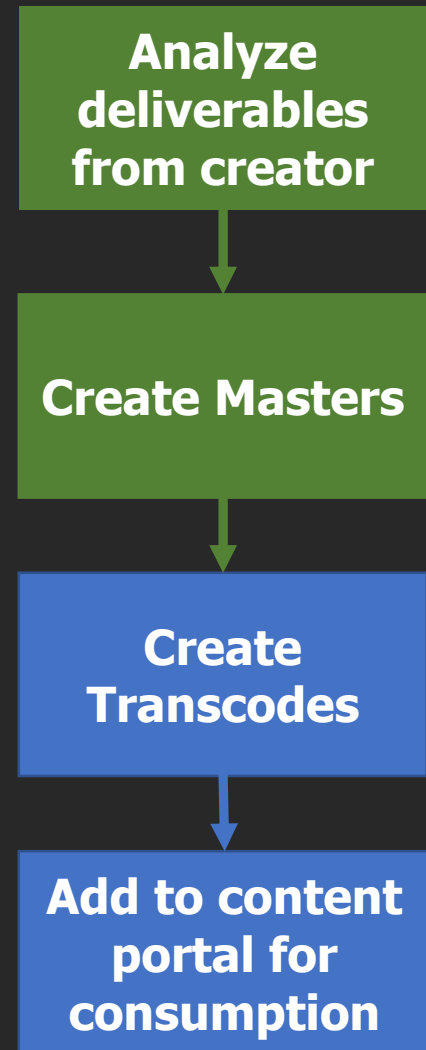 Analyze
deliverables
from creator
Create Masters
Create
Transcodes
Add to content
portal for
consumption